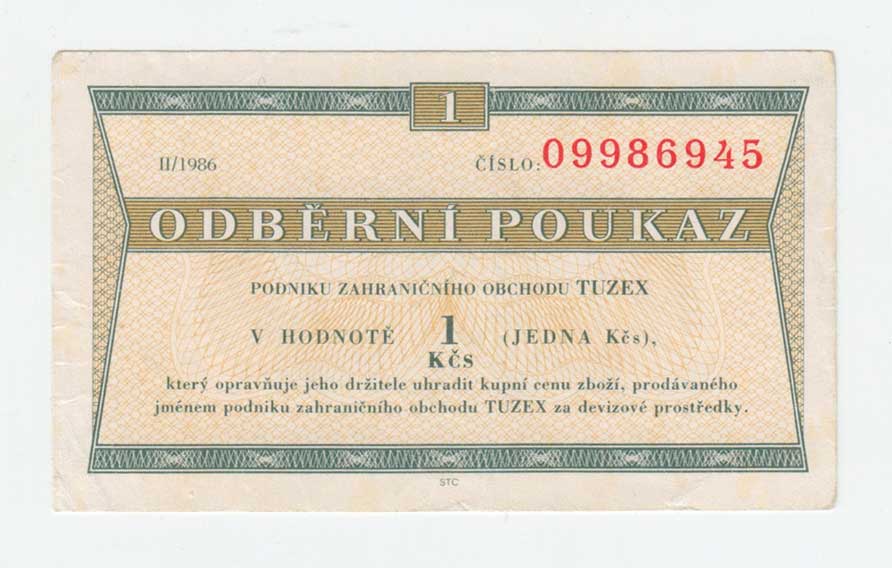 1
II/1986 ČÍSLO: 09986945
ODBĚRNÍ POUKAZ
PODNIKU ZAHRANIČNÍHO OBCHODU TUZEX
V HODNOTĚ 1 (JEDNA Kčs),
KČS
který opravňuje jeho držitele uhradit kupní cenu zboží, prodávaného
jménem podniku zahraničního obchodu TUZEX za devizové prostředky.
STC